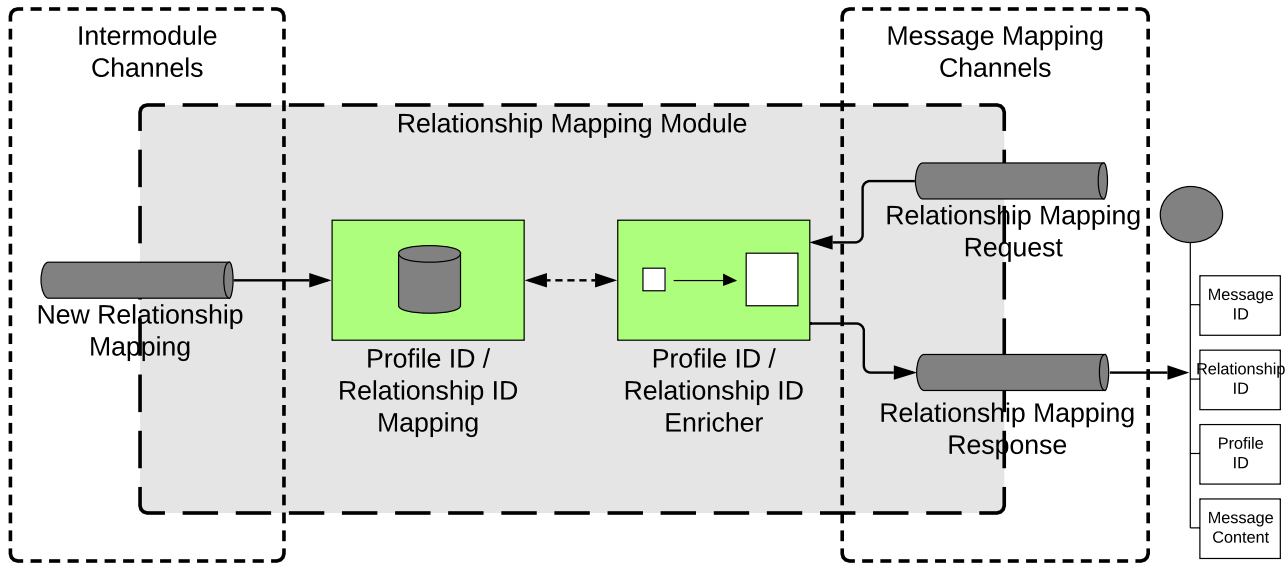 Intermodule
Channels
Message Mapping
Channels
Relationship Mapping Module
New Relationship
Mapping
Profile ID /
Relationship ID
Mapping
Profile ID /
Relationship ID
Enricher
Relationship Mapping
Request
Relationship Mapping
Response
Message
ID
Relationship
ID
Profile
ID
Message
Content